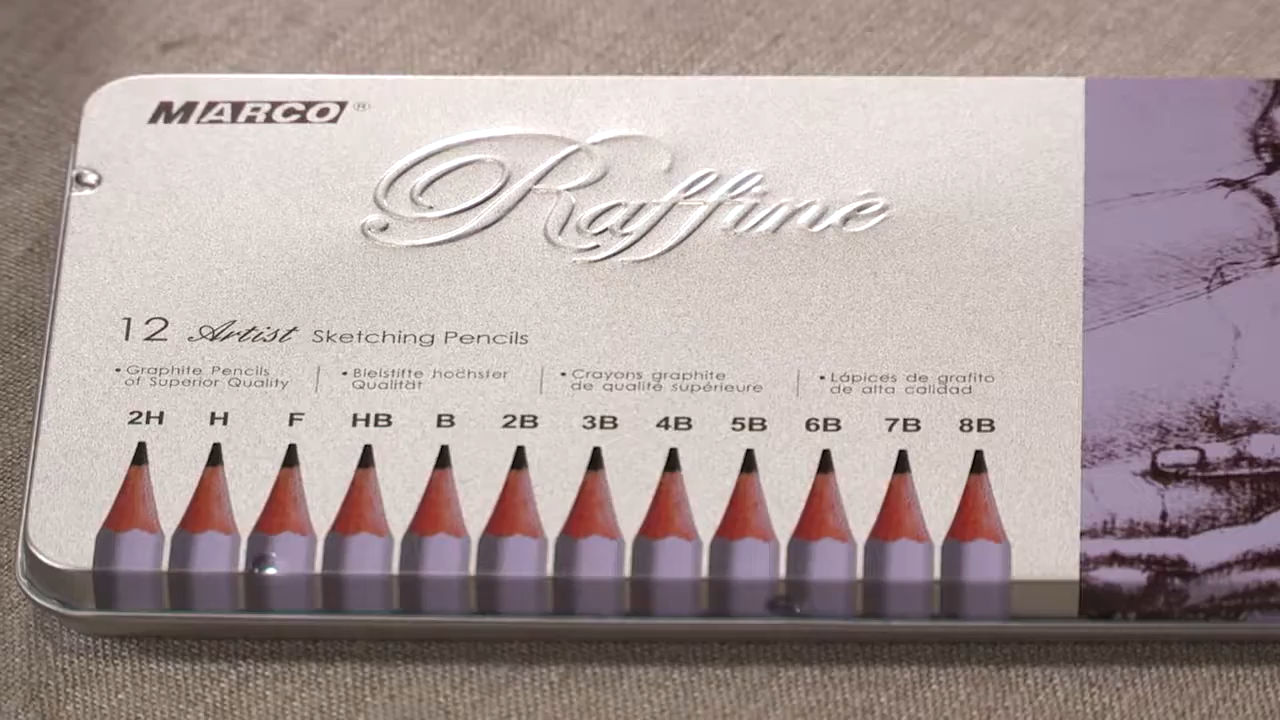 MARCO®
Raffiné
12 Artist Sketching Pencils
• Graphite Pencils
of Superior Quality
• Bleistifte höchster
Qualität
• Crayons graphite
de qualité supérieure
• Lápices de grafito
de alta calidad
2H H F HB B 2B 3B 4B 5B 6B 7B 8B